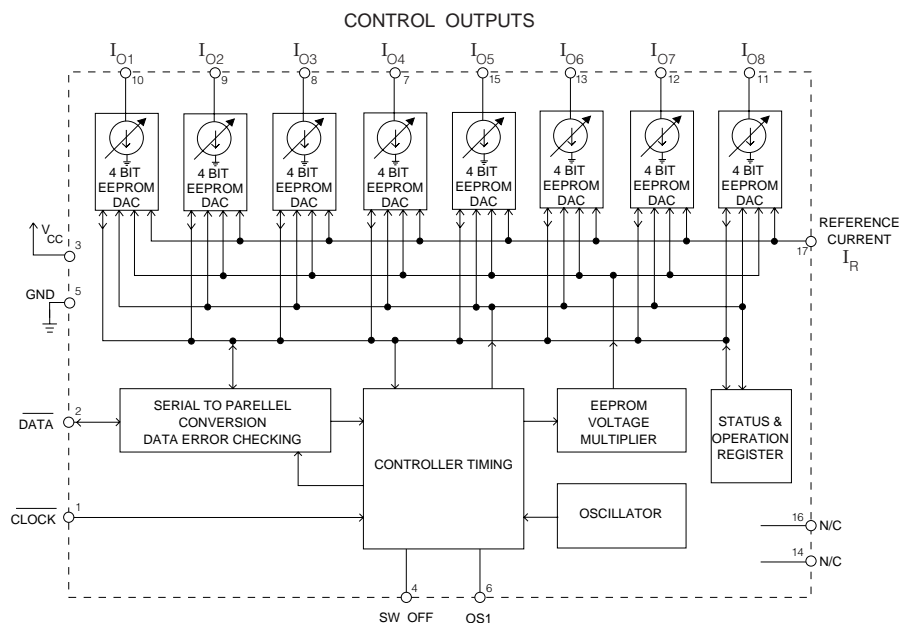 CONTROL OUTPUTS
IO1 IO2 IO3 IO4 IO5 IO6 IO7 IO8
10 9 8 7 15 13 12 11
4 BIT EEPROM DAC
4 BIT EEPROM DAC
4 BIT EEPROM DAC
4 BIT EEPROM DAC
4 BIT EEPROM DAC
4 BIT EEPROM DAC
4 BIT EEPROM DAC
4 BIT EEPROM DAC
VCC
3
REFERENCE
CURRENT
17
IR
GND
5
DATA
2
SERIAL TO PARELLEL
CONVERSION
DATA ERROR CHECKING
CONTROLLER TIMING
EEPROM
VOLTAGE
MULTIPLIER
STATUS &
OPERATION
REGISTER
CLOCK
1
OSCILLATOR
16
N/C
14
N/C
4
SW OFF
6
OS1